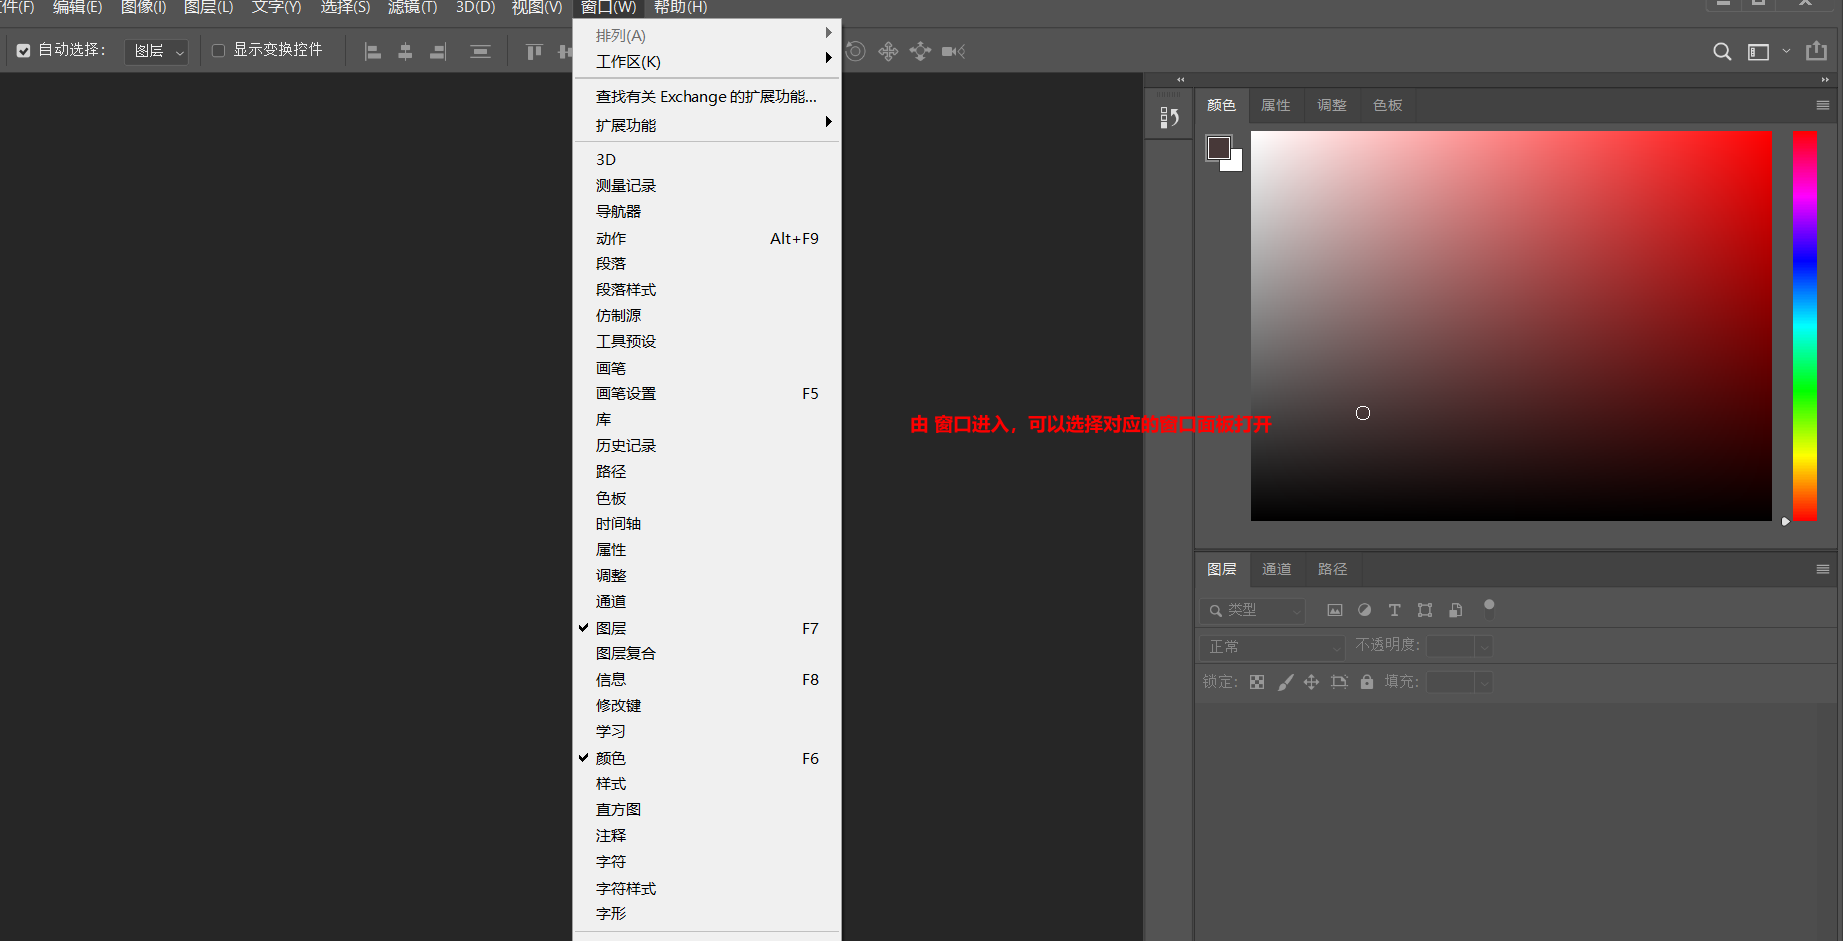 件(F) 编辑(E) 图像(I) 图层(L) 文字(Y) 选择(S) 滤镜(T) 3D(D) 视图(V) 窗口(W) 帮助(H)
自动选择: 图层 显示变换控件
排列(A)
工作区(K)
查找有关 Exchange 的扩展功能...
扩展功能
3D
测量记录
导航器
动作 Alt+F9
段落
段落样式
仿制源
工具预设
画笔
画笔设置 F5
库
历史记录
路径
色板
时间轴
属性
调整
通道
图层 F7
图层复合
信息 F8
修改键
学习
颜色 F6
样式
直方图
注释
字符
字符样式
字形
由 窗口进入，可以选择对应的窗口面板打开
颜色 属性 调整 色板
图层 通道 路径
类型
正常 不透明度:
锁定: 填充: